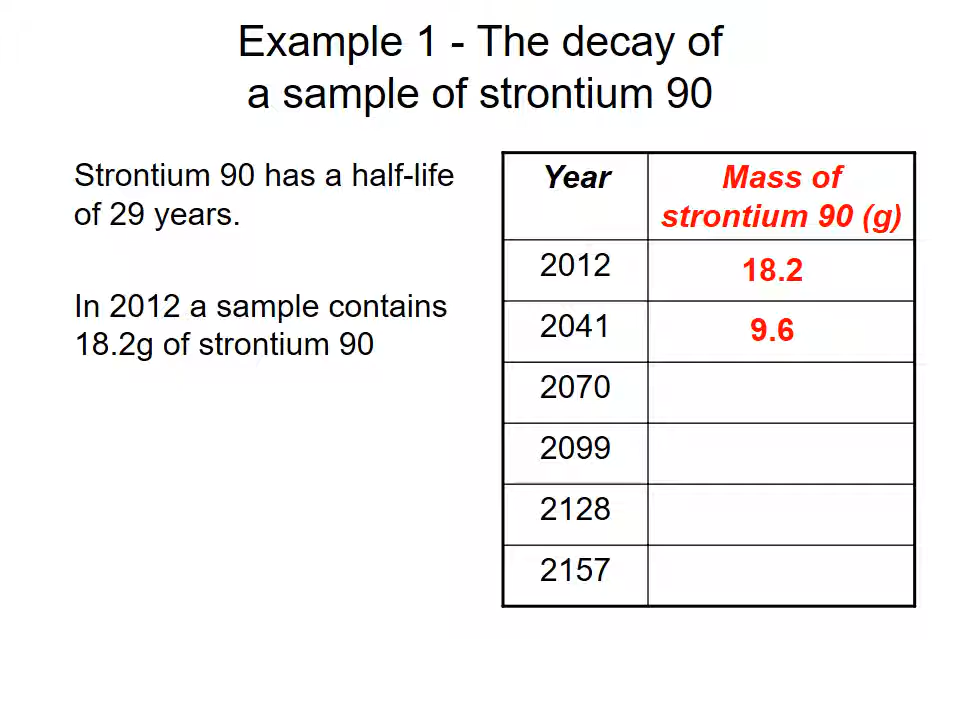 Example 1 - The decay of
a sample of strontium 90
Strontium 90 has a half-life
of 29 years.
In 2012 a sample contains
18.2g of strontium 90
Year Mass of
strontium 90 (g)
2012 18.2
2041 9.6
2070
2099
2128
2157